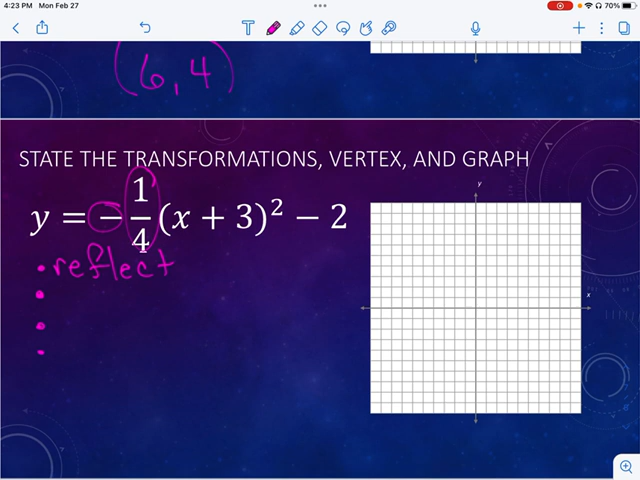 4:23 PM Mon Feb 27
70%
(6, 4)
STATE THE TRANSFORMATIONS, VERTEX, AND GRAPH
y = −1/4(x + 3)² − 2
• reflect
•
•
•
y
x